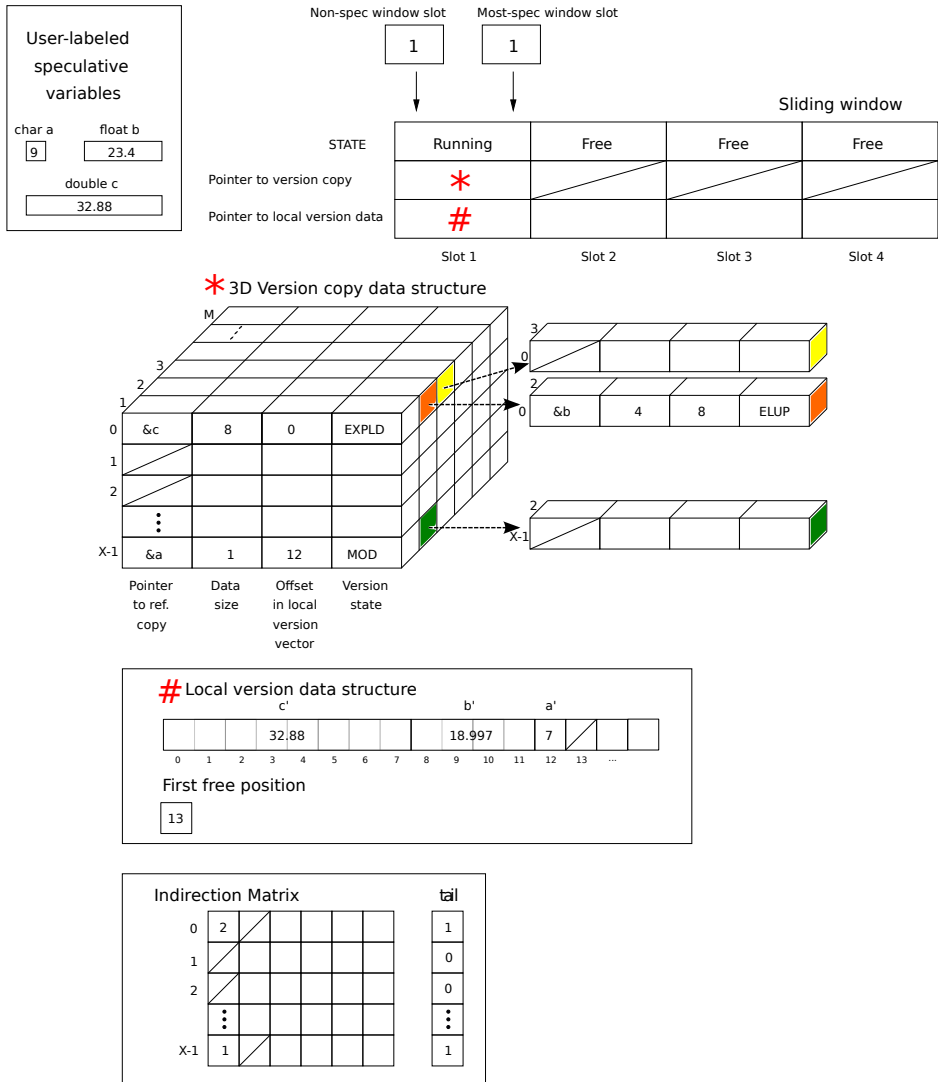 Non-spec window slot
Most-spec window slot
1
1
User-labeled
speculative
variables
char a
float b
9
23.4
double c
32.88
Sliding window
STATE
Running
Free
Free
Free
Pointer to version copy
*
Pointer to local version data
#
Slot 1
Slot 2
Slot 3
Slot 4
* 3D Version copy data structure
M
3
2
1
0
&c
8
0
EXPLD
1
2
⋮
X-1
&a
1
12
MOD
Pointer
to ref.
copy
Data
size
Offset
in local
version
vector
Version
state
3
0
2
0
&b
4
8
ELUP
2
X-1
# Local version data structure
c'
b'
a'
32.88
18.997
7
0 1 2 3 4 5 6 7 8 9 10 11 12 13 ...
First free position
13
Indirection Matrix
tail
0
2
1
1
0
2
0
⋮
⋮
X-1
1
1